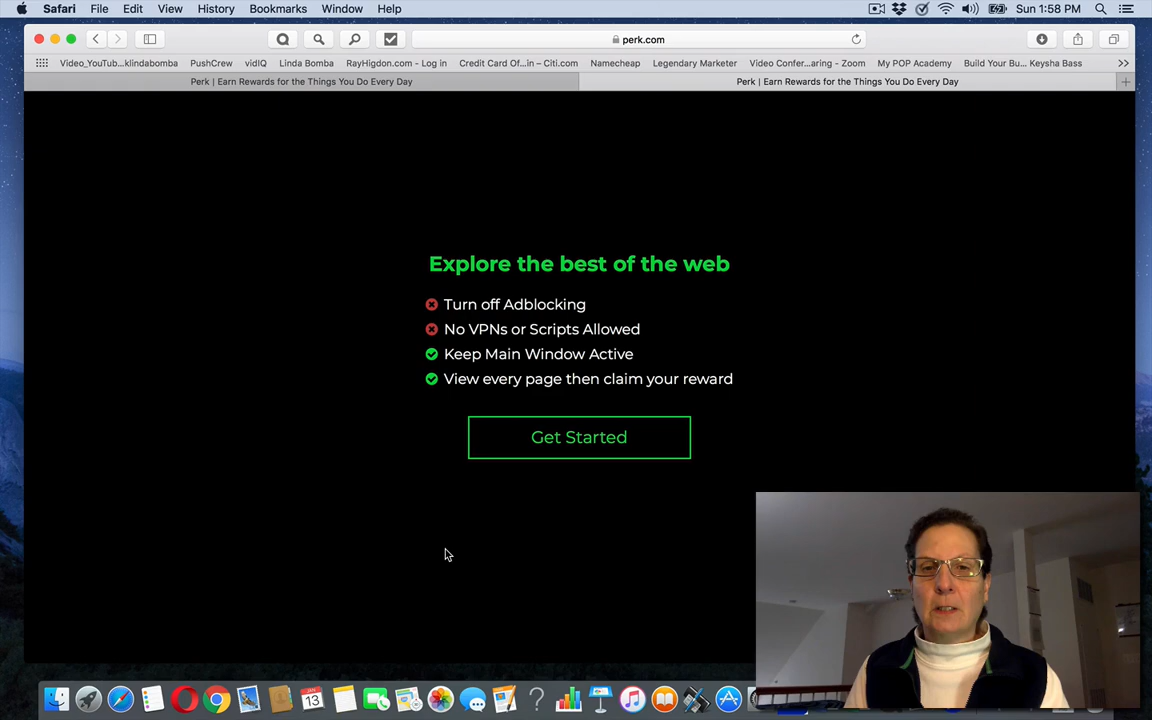 Safari File Edit View History Bookmarks Window Help Sun 1:58 PM
perk.com
Video_YouTub...klindabomba PushCrew vidIQ Linda Bomba RayHigdon.com - Log in Credit Card Of...in – Citi.com Namecheap Legendary Marketer Video Confer...aring - Zoom My POP Academy Build Your Bu... Keysha Bass
Perk | Earn Rewards for the Things You Do Every Day Perk | Earn Rewards for the Things You Do Every Day
Explore the best of the web
Turn off Adblocking
No VPNs or Scripts Allowed
Keep Main Window Active
View every page then claim your reward
Get Started
JAN
13